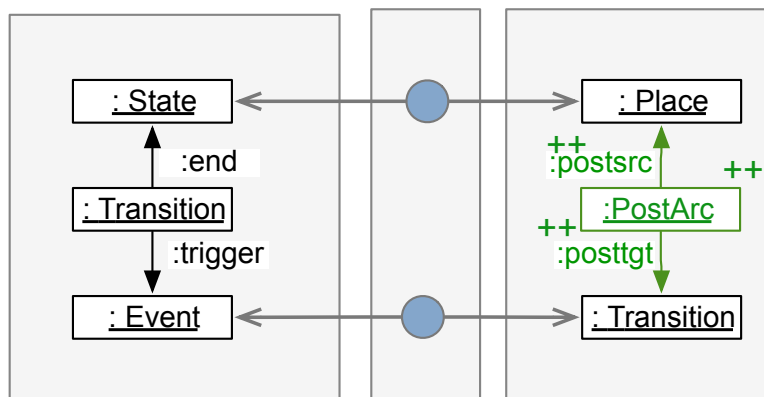 : State
: Place
++
:end
:postsrc
++
: Transition
:PostArc
++
:trigger
:posttgt
: Event
: Transition